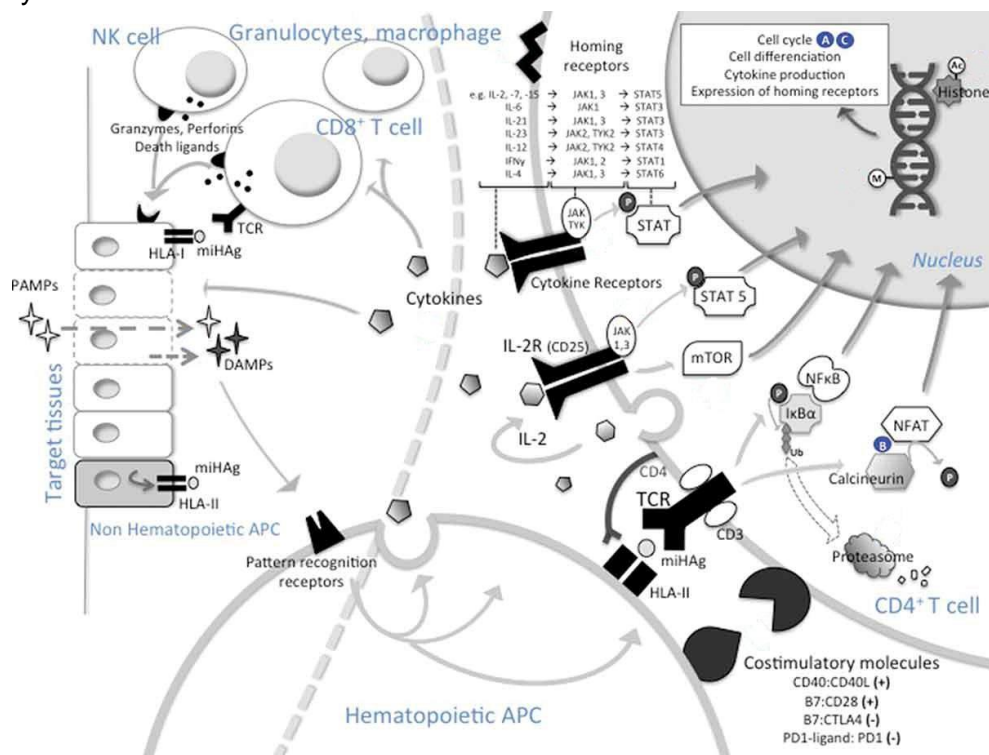 NK cell
Granulocytes, macrophage
Granzymes, Perforins
Death ligands
CD8+ T cell
TCR
HLA-I
miHAg
PAMPs
DAMPs
Cytokines
Target tissues
miHAg
HLA-II
Non Hematopoietic APC
Pattern recognition
receptors
Hematopoietic APC
Homing
receptors
e.g. IL-2, -7, -15 → JAK1, 3 → STAT5
IL-6 → JAK1 → STAT3
IL-21 → JAK1, 3 → STAT3
IL-23 → JAK2, TYK2 → STAT3
IL-12 → JAK2, TYK2 → STAT4
IFNγ → JAK1, 2 → STAT1
IL-4 → JAK1, 3 → STAT6
JAK
TYK
P
STAT
Cytokine Receptors
P
STAT 5
IL-2R (CD25)
JAK
1,3
mTOR
IL-2
Cell cycle A C
Cell differenciation
Cytokine production
Expression of homing receptors
Ac
Histone
M
Nucleus
NFκB
P
IκBα
Ub
NFAT
B
Calcineurin
P
Proteasome
CD4
TCR
CD3
miHAg
HLA-II
CD4+ T cell
Costimulatory molecules
CD40:CD40L (+)
B7:CD28 (+)
B7:CTLA4 (-)
PD1-ligand: PD1 (-)